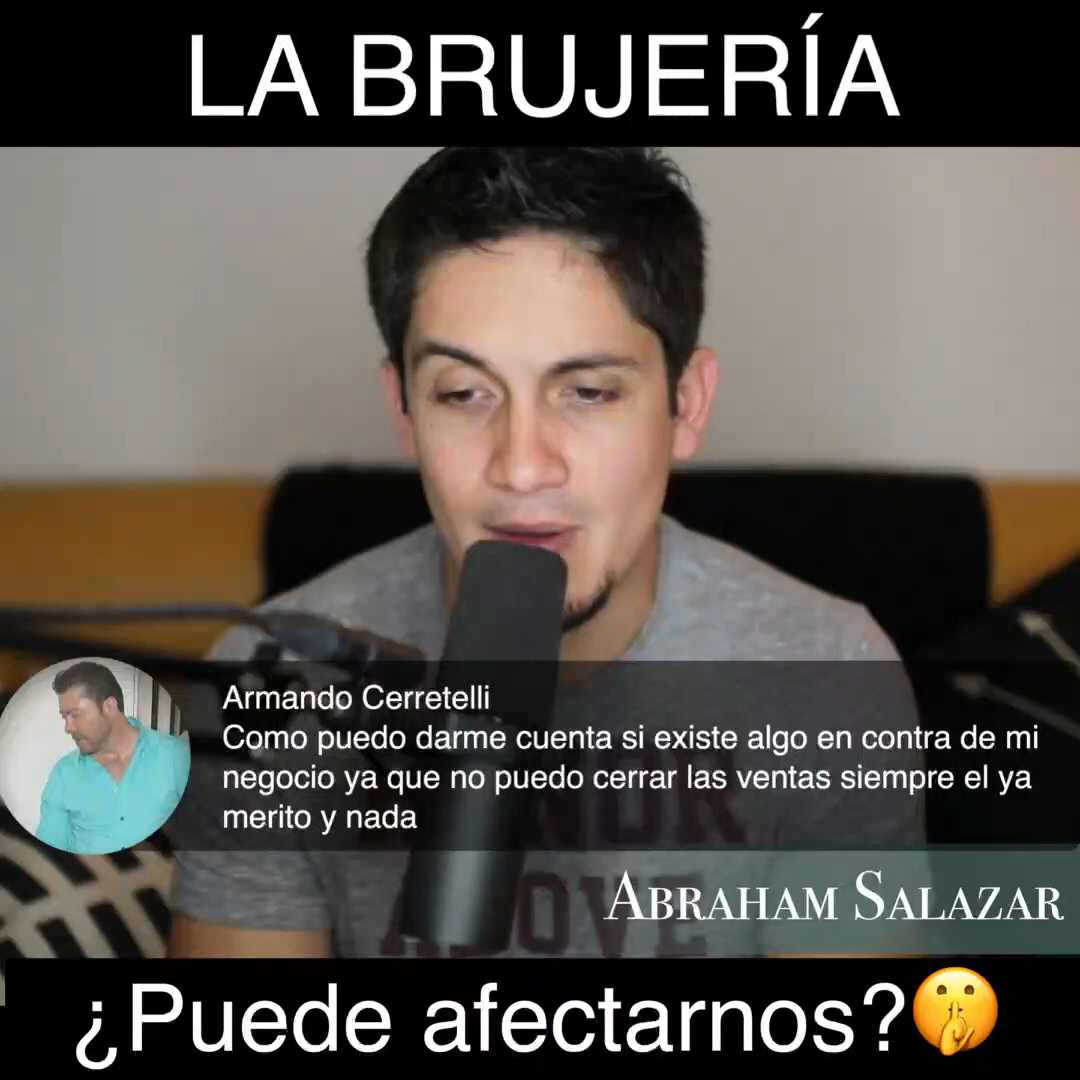 LA BRUJERÍA
Armando Cerretelli
Como puedo darme cuenta si existe algo en contra de mi
negocio ya que no puedo cerrar las ventas siempre el ya
merito y nada
ABRAHAM SALAZAR
¿Puede afectarnos?🤫